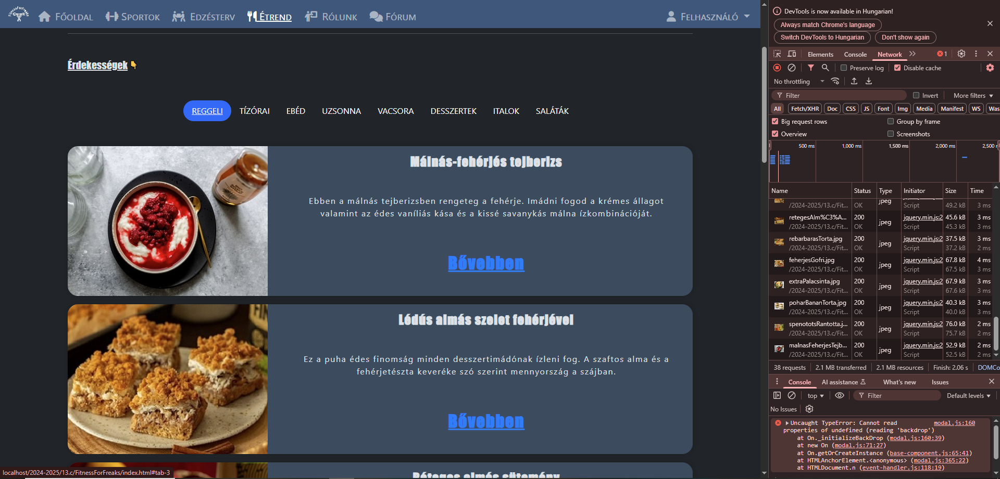 FitnessForFreaks
Főoldal
Sportok
Edzésterv
Étrend
Rólunk
Fórum
Felhasználó
Érdekességek
REGGELI
TÍZÓRAI
EBÉD
UZSONNA
VACSORA
DESSZERTEK
ITALOK
SALÁTÁK
Málnás-fehérjés tejberizs
Ebben a málnás tejberizsben rengeteg a fehérje. Imádni fogod a krémes állagot
valamint az édes vaníliás kása és a kissé savanykás málna ízkombinációját.
Bővebben
Lédús almás szelet fehérjével
Ez a puha édes finomság minden desszertimádónak ízleni fog. A szaftos alma és a
fehérjetészta keveréke szó szerint mennyország a szájban.
Bővebben
Réteges almás sütemény
localhost/2024-2025/13.c/FitnessForFreaks/index.html#tab-3
DevTools is now available in Hungarian!
Always match Chrome's language
Switch DevTools to Hungarian
Don't show again
Elements
Console
Network
1
Preserve log
Disable cache
No throttling
Filter
Invert
More filters
All
Fetch/XHR
Doc
CSS
JS
Font
Img
Media
Manifest
WS
Was
Big request rows
Group by frame
Overview
Screenshots
500 ms
1,000 ms
1,500 ms
2,000 ms
2,500 r
Name
Status
Type
Initiator
Size
Time
jpeg
/2024-2025/13.c/Fit...
OK
Script
49.2 kB
3 ms
retegesAlm%C3%A...
200
jpeg
jquery.min.js:2
45.6 kB
3 ms
/2024-2025/13.c/Fit...
OK
Script
45.3 kB
3 ms
rebarbarasTorta.jpg
200
jpeg
jquery.min.js:2
37.5 kB
3 ms
/2024-2025/13.c/Fit...
OK
Script
37.2 kB
2 ms
feherjesGofri.jpg
200
jpeg
jquery.min.js:2
67.8 kB
4 ms
/2024-2025/13.c/Fit...
OK
Script
67.5 kB
3 ms
extraPalacsinta.jpg
200
jpeg
jquery.min.js:2
67.9 kB
3 ms
/2024-2025/13.c/Fit...
OK
Script
67.6 kB
3 ms
poharBananTorta.jpg
200
jpeg
jquery.min.js:2
40.3 kB
3 ms
/2024-2025/13.c/Fit...
OK
Script
40.0 kB
3 ms
spenototsRantotta.j...
200
jpeg
jquery.min.js:2
76.0 kB
2 ms
/2024-2025/13.c/Fit...
OK
Script
75.7 kB
2 ms
malnasFeherjesTejb...
200
jpeg
jquery.min.js:2
52.9 kB
2 ms
/2024-2025/13.c/Fit...
OK
Script
52.5 kB
2 ms
38 requests
2.1 MB transferred
2.1 MB resources
Finish: 2.06 s
DOMCo
Console
AI assistance
What's new
Issues
top
Filter
Default levels
No Issues
Uncaught TypeError: Cannot read modal.js:160
properties of undefined (reading 'backdrop')
at On._initializeBackDrop (modal.js:160:39)
at new On (modal.js:71:27)
at On.getOrCreateInstance (base-component.js:65:41)
at HTMLAnchorElement.<anonymous> (modal.js:365:22)
at HTMLDocument.n (event-handler.js:118:19)